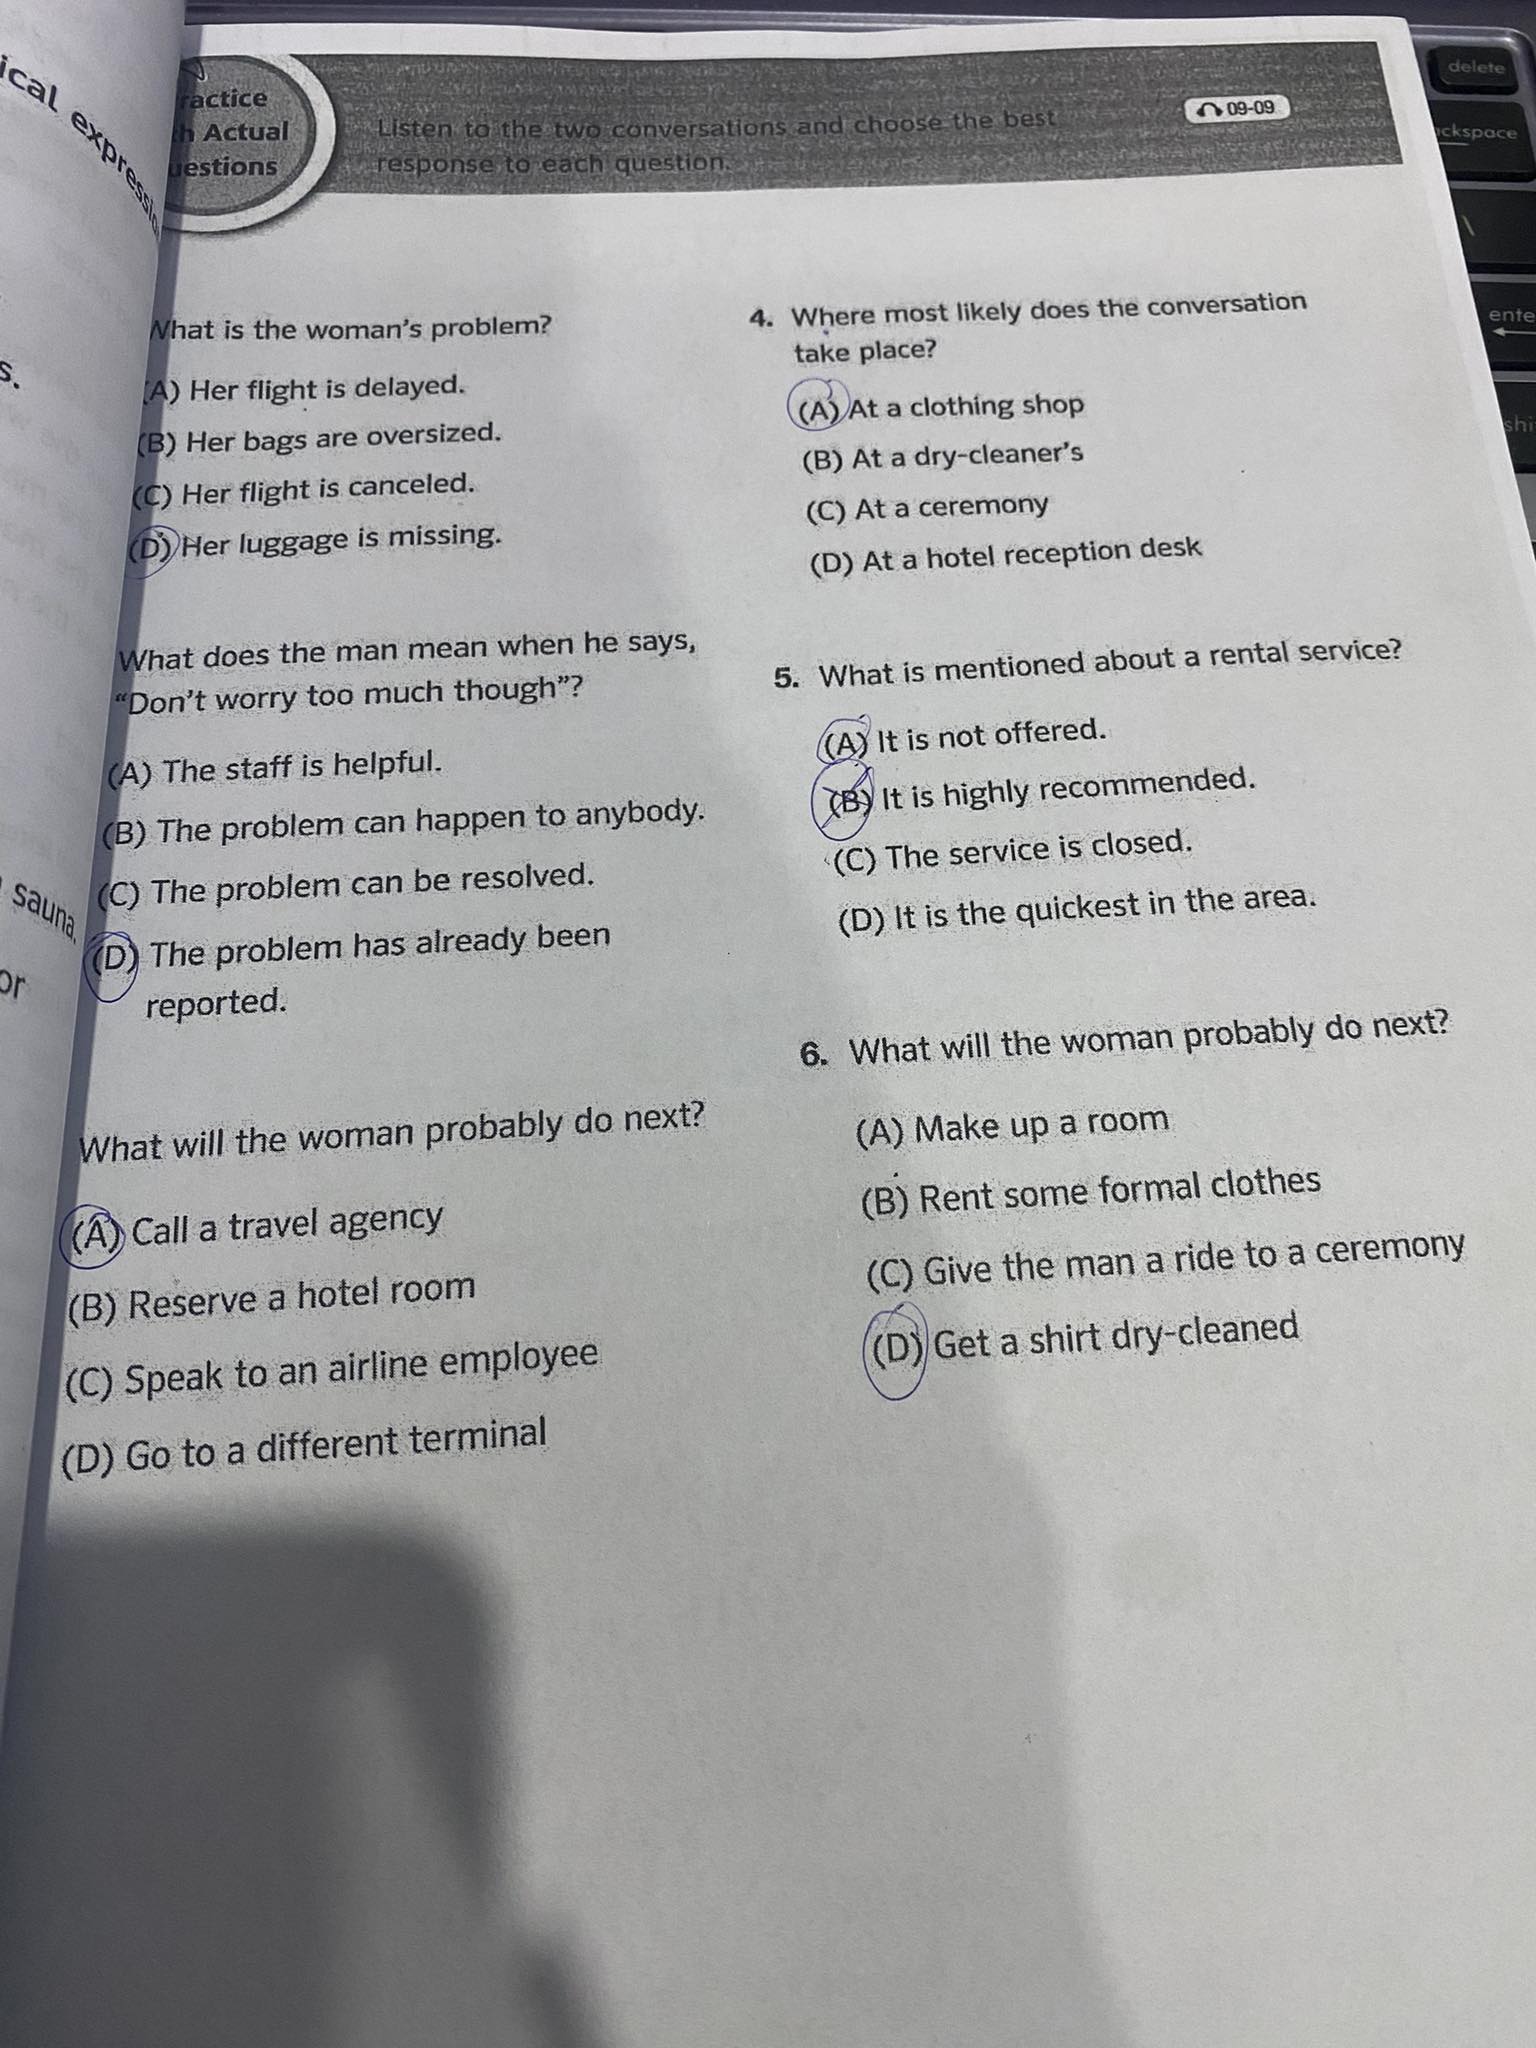 ical expressio
s.
sauna.
or
ractice
h Actual
uestions
Listen to the two conversations and choose the best
response to each question.
09-09
What is the woman's problem?
(A) Her flight is delayed.
(B) Her bags are oversized.
(C) Her flight is canceled.
(D) Her luggage is missing.
What does the man mean when he says,
“Don't worry too much though”?
(A) The staff is helpful.
(B) The problem can happen to anybody.
(C) The problem can be resolved.
(D) The problem has already been
reported.
What will the woman probably do next?
(A) Call a travel agency
(B) Reserve a hotel room
(C) Speak to an airline employee
(D) Go to a different terminal
4. Where most likely does the conversation
take place?
(A) At a clothing shop
(B) At a dry-cleaner's
(C) At a ceremony
(D) At a hotel reception desk
5. What is mentioned about a rental service?
(A) It is not offered.
(B) It is highly recommended.
(C) The service is closed.
(D) It is the quickest in the area.
6. What will the woman probably do next?
(A) Make up a room
(B) Rent some formal clothes
(C) Give the man a ride to a ceremony
(D) Get a shirt dry-cleaned
delete
ckspace
\
ente
shi